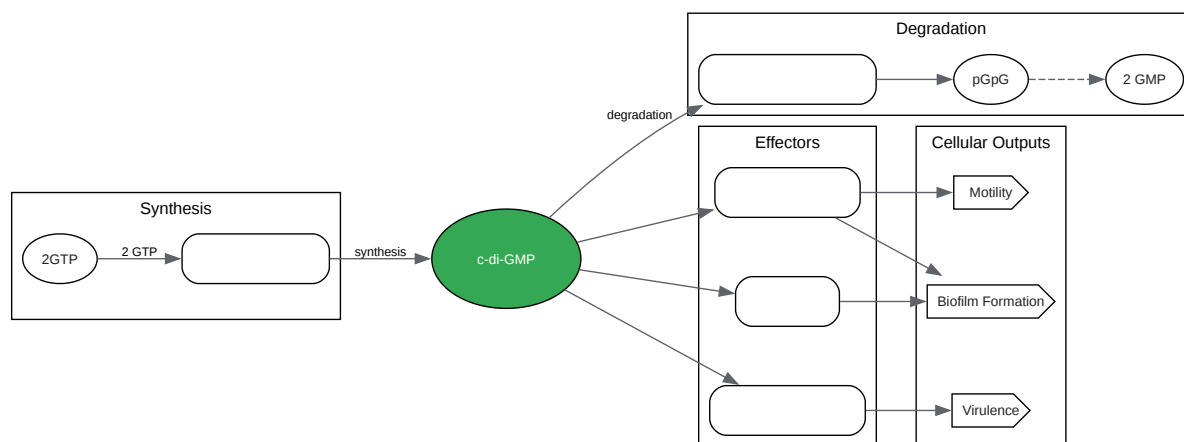 Degradation
pGpG
2 GMP
degradation
Effectors
Cellular Outputs
Motility
Synthesis
2GTP
2 GTP
synthesis
c-di-GMP
Biofilm Formation
Virulence